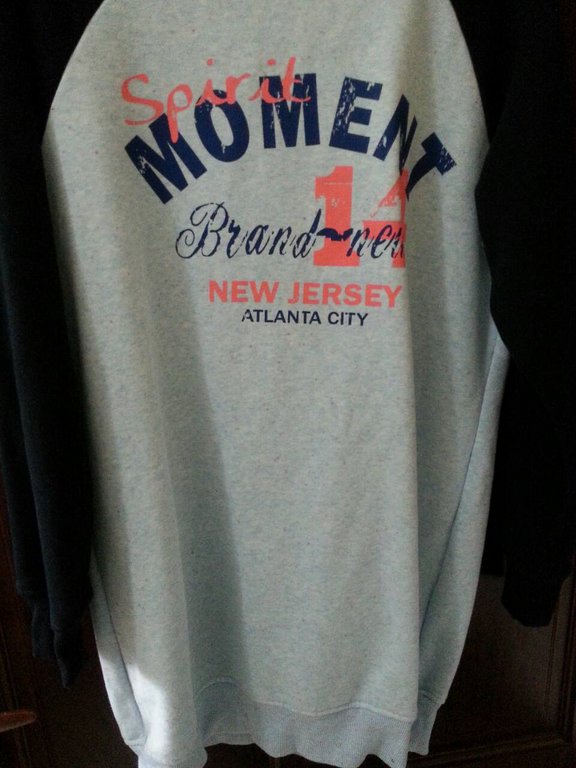 Spirit
MOMENT
14
Brand new
NEW JERSEY
ATLANTA CITY